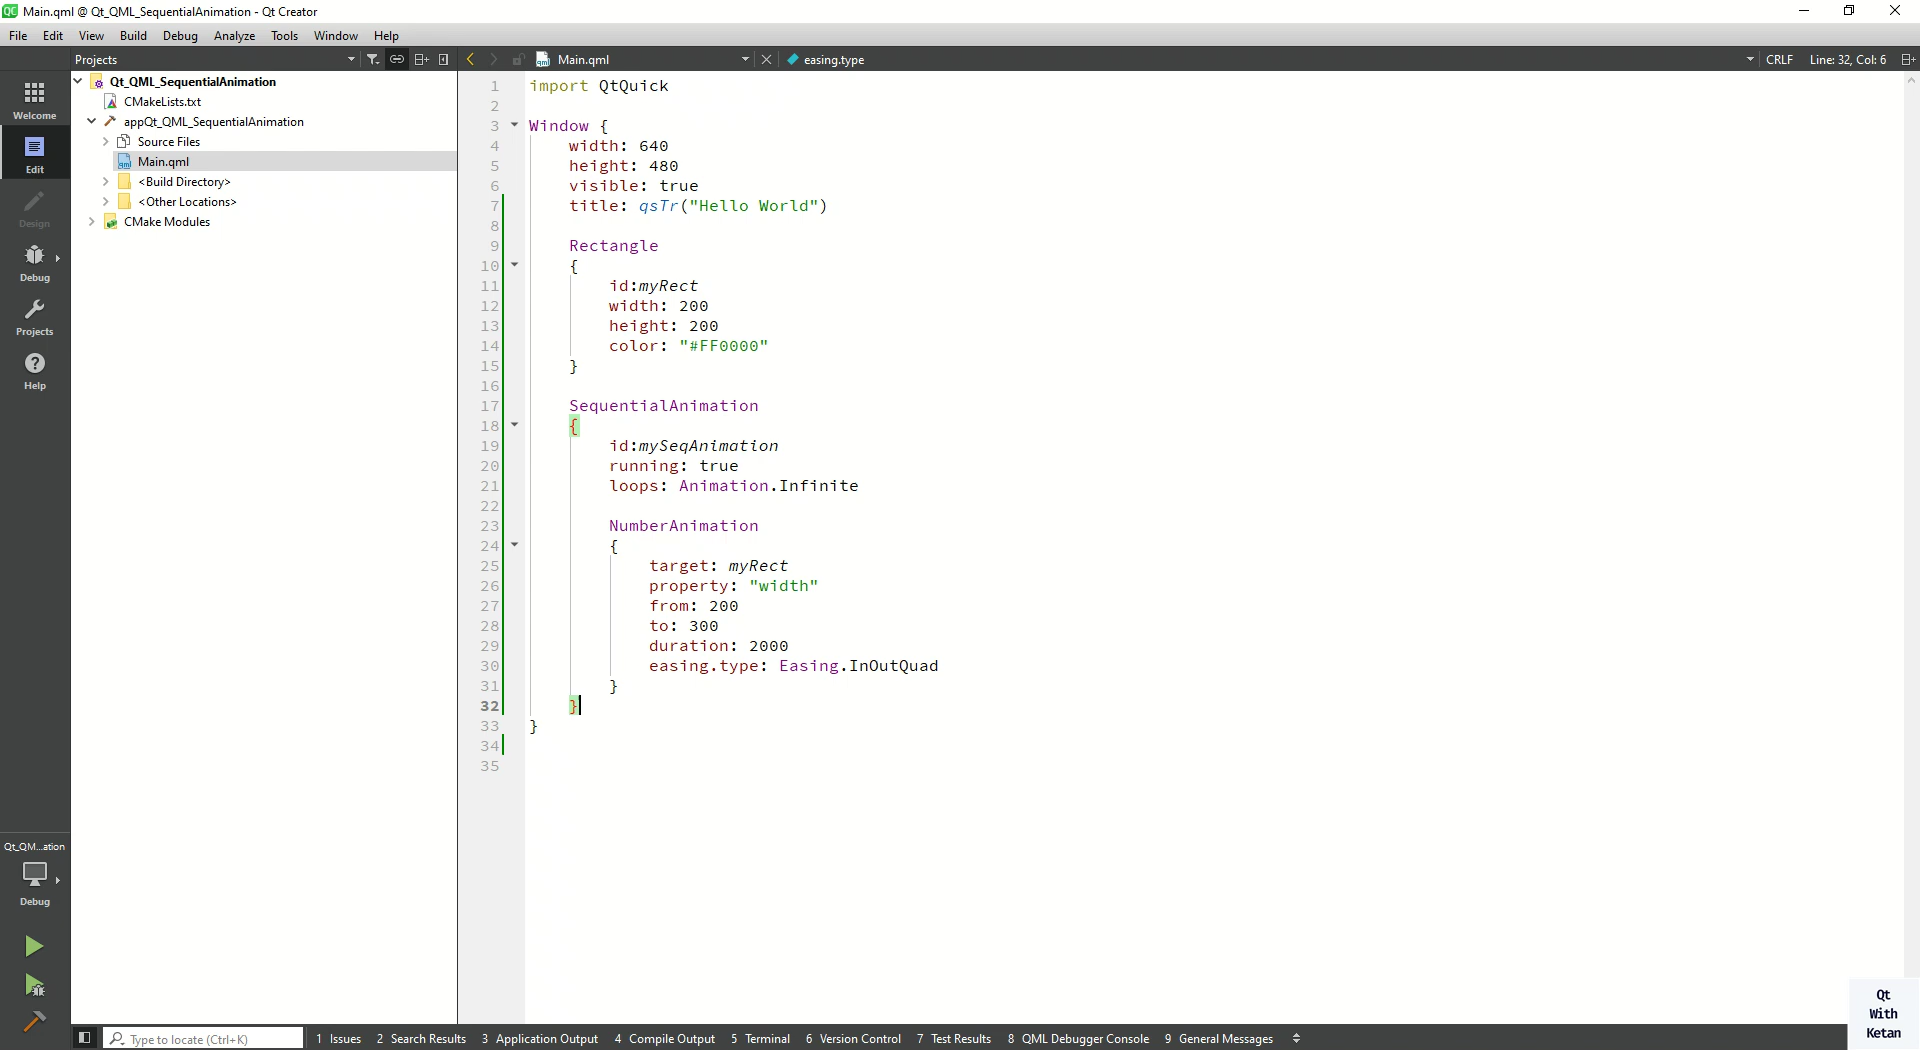 Main.qml @ Qt_QML_SequentialAnimation - Qt Creator
File Edit View Build Debug Analyze Tools Window Help
Projects Main.qml easing.type CRLF Line: 32, Col: 6
Welcome
Edit
Design
Debug
Projects
Help
Qt_QM...ation
Debug
Qt_QML_SequentialAnimation
CMakeLists.txt
appQt_QML_SequentialAnimation
Source Files
Main.qml
<Build Directory>
<Other Locations>
CMake Modules
1 import QtQuick
2
3 Window {
4 width: 640
5 height: 480
6 visible: true
7 title: qsTr("Hello World")
8
9 Rectangle
10 {
11 id:myRect
12 width: 200
13 height: 200
14 color: "#FF0000"
15 }
16
17 SequentialAnimation
18 {
19 id:mySeqAnimation
20 running: true
21 loops: Animation.Infinite
22
23 NumberAnimation
24 {
25 target: myRect
26 property: "width"
27 from: 200
28 to: 300
29 duration: 2000
30 easing.type: Easing.InOutQuad
31 }
32 }
33 }
34
35
Qt
With
Ketan
Type to locate (Ctrl+K) 1 Issues 2 Search Results 3 Application Output 4 Compile Output 5 Terminal 6 Version Control 7 Test Results 8 QML Debugger Console 9 General Messages